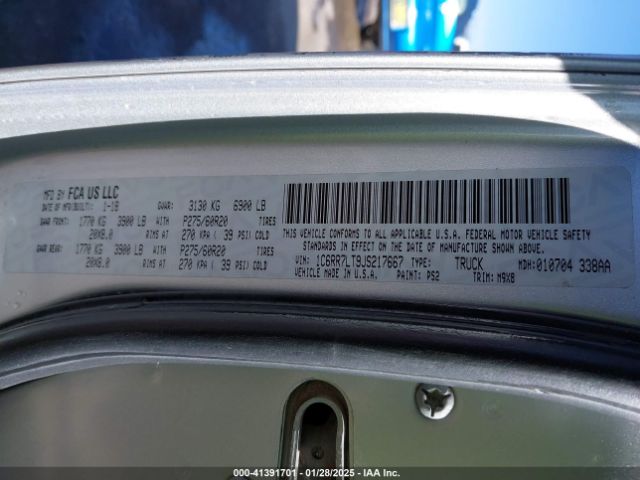 MFD BY FCA US LLC
DATE OF MFR(BUILT): 1-18 GVWR: 3130 KG 6900 LB
GAWR FRONT: 1770 KG 3900 LB WITH P275/60R20 TIRES
20X8.0 RIMS AT 270 KPA ( 39 PSI) COLD
GAWR REAR: 1770 KG 3900 LB WITH P275/60R20 TIRES
20X8.0 RIMS AT 270 KPA ( 39 PSI) COLD
THIS VEHICLE CONFORMS TO ALL APPLICABLE U.S.A. FEDERAL MOTOR VEHICLE SAFETY
STANDARDS IN EFFECT ON THE DATE OF MANUFACTURE SHOWN ABOVE.
VIN: 1C6RR7LT9JS217667 TYPE: TRUCK MDH:010704 338AA
MADE IN U.S.A. PAINT: PS2 TRIM: M9X8
000-41391701 | 01/28/2025 | IAA Inc.